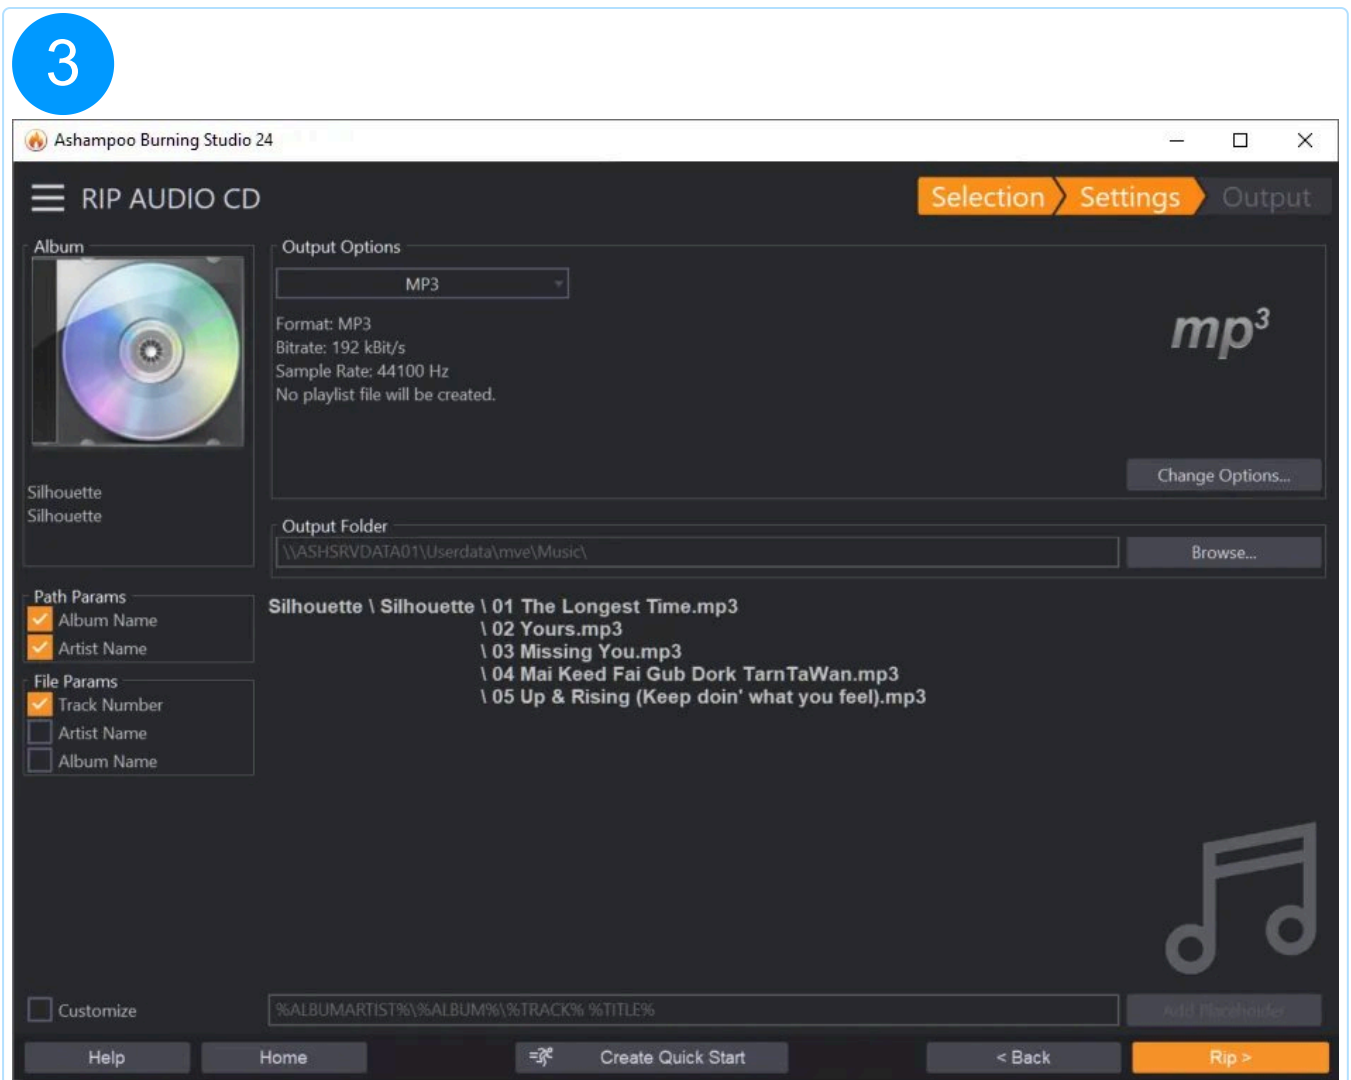 3
Ashampoo Burning Studio 24
RIP AUDIO CD
Selection
Settings
Output
Album
Silhouette
Silhouette
Output Options
MP3
Format: MP3
Bitrate: 192 kBit/s
Sample Rate: 44100 Hz
No playlist file will be created.
mp3
Change Options...
Output Folder
\\ASHSRVDATA01\Userdata\mve\Music\
Browse...
Path Params
Album Name
Artist Name
File Params
Track Number
Artist Name
Album Name
Silhouette \ Silhouette \ 01 The Longest Time.mp3
\ 02 Yours.mp3
\ 03 Missing You.mp3
\ 04 Mai Keed Fai Gub Dork TarnTaWan.mp3
\ 05 Up & Rising (Keep doin' what you feel).mp3
Customize
%ALBUMARTIST%\%ALBUM%\%TRACK% %TITLE%
Add Placeholder
Help
Home
Create Quick Start
< Back
Rip >